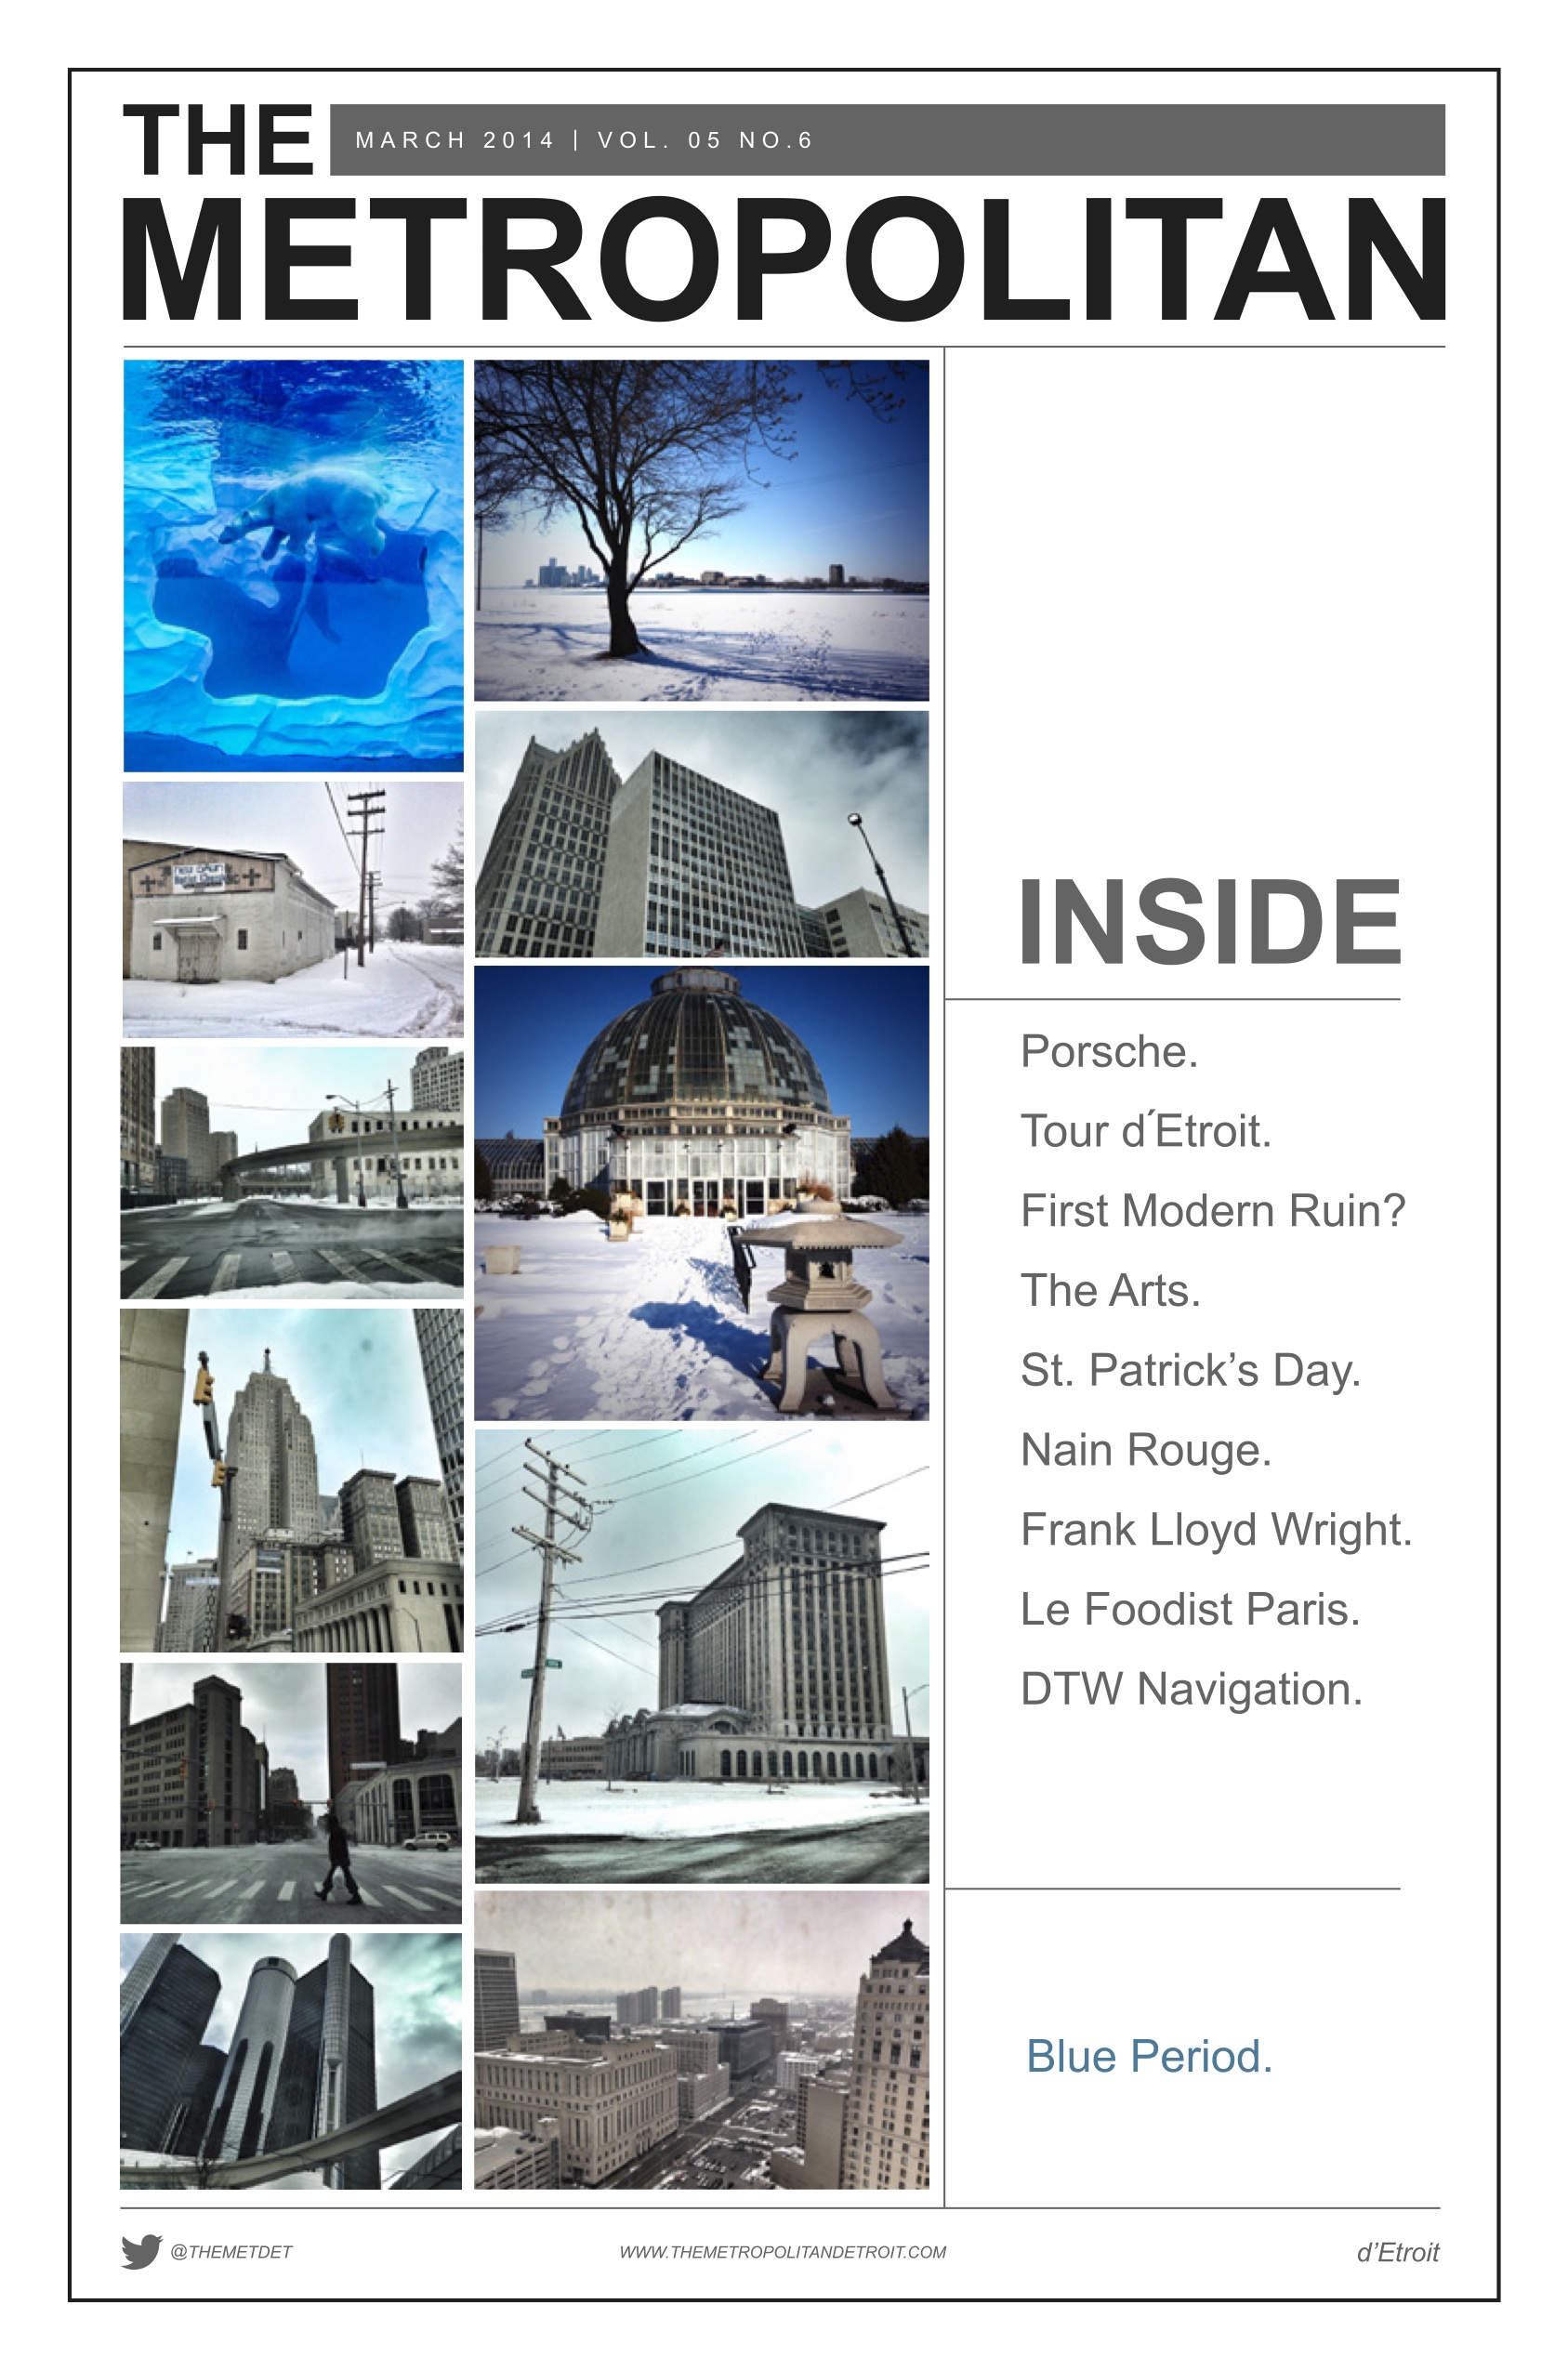 THE
MARCH 2014 | VOL. 05 NO.6
METROPOLITAN
INSIDE
Porsche.
Tour d´Etroit.
First Modern Ruin?
The Arts.
St. Patrick’s Day.
Nain Rouge.
Frank Lloyd Wright.
Le Foodist Paris.
DTW Navigation.
Blue Period.
@THEMETDET
WWW.THEMETROPOLITANDETROIT.COM
d’Etroit